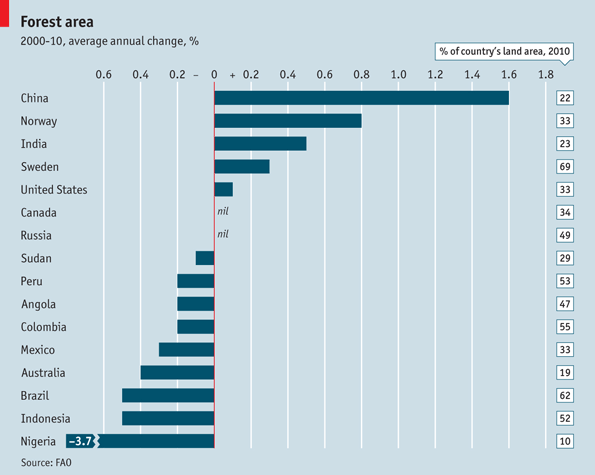 Forest area
2000-10, average annual change, %
% of country's land area, 2010
0.6 0.4 0.2 – 0 + 0.2 0.4 0.6 0.8 1.0 1.2 1.4 1.6 1.8
China 22
Norway 33
India 23
Sweden 69
United States 33
Canada nil 34
Russia nil 49
Sudan 29
Peru 53
Angola 47
Colombia 55
Mexico 33
Australia 19
Brazil 62
Indonesia 52
Nigeria –3.7 10
Source: FAO